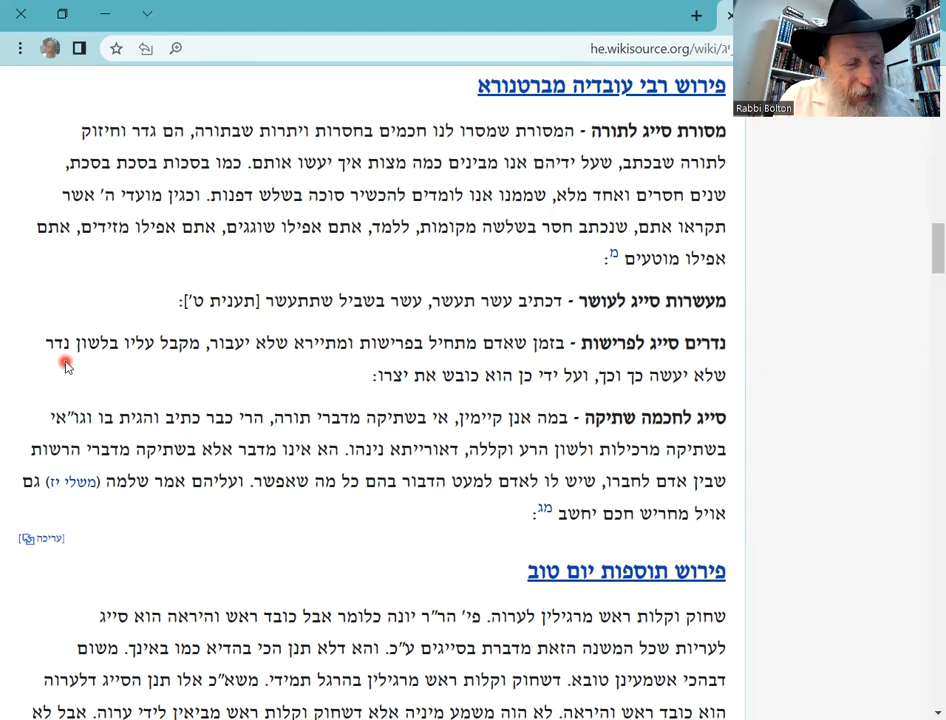 he.wikisource.org/wiki/יג
Rabbi Bolton
פירוש רבי עובדיה מברטנורא
מסורת סייג לתורה - המסורת שמסרו לנו חכמים בחסרות ויתרות שבתורה, הם גדר וחיזוק
לתורה שבכתב, שעל ידיהם אנו מבינים כמה מצות איך יעשו אותם. כמו בסכות בסכת בסכת,
שנים חסרים ואחד מלא, שממנו אנו לומדים להכשיר סוכה בשלש דפנות. וכגין מועדי ה' אשר
תקראו אתם, שנכתב חסר בשלשה מקומות, ללמד, אתם אפילו שוגגים, אתם אפילו מזידים, אתם
אפילו מוטעים מ:
מעשרות סייג לעושר - דכתיב עשר תעשר, עשר בשביל שתתעשר [תענית ט']:
נדרים סייג לפרישות - בזמן שאדם מתחיל בפרישות ומתיירא שלא יעבור, מקבל עליו בלשון נדר
שלא יעשה כך וכך, ועל ידי כן הוא כובש את יצרו:
סייג לחכמה שתיקה - במה אנן קיימין, אי בשתיקה מדברי תורה, הרי כבר כתיב והגית בו וגו"אי
בשתיקה מרכילות ולשון הרע וקללה, דאורייתא נינהו. הא אינו מדבר אלא בשתיקה מדברי הרשות
שבין אדם לחברו, שיש לו לאדם למעט הדבור בהם כל מה שאפשר. ועליהם אמר שלמה (משלי יז) גם
אויל מחריש חכם יחשב מג:
[עריכה]
פירוש תוספות יום טוב
שחוק וקלות ראש מרגילין לערוה. פי' הר"ר יונה כלומר אבל כובד ראש והיראה הוא סייג
לעריות שכל המשנה הזאת מדברת בסייגים ע"כ. והא דלא תנן הכי בהדיא כמו באינך. משום
דבהכי אשמעינן טובא. דשחוק וקלות ראש מרגילין בהרגל תמידי. משא"כ אלו תנן הסייג דלערוה
הוא כובד ראש והיראה. לא הוה משמע מיניה אלא דשחוק וקלות ראש מביאין לידי ערוה. אבל לא